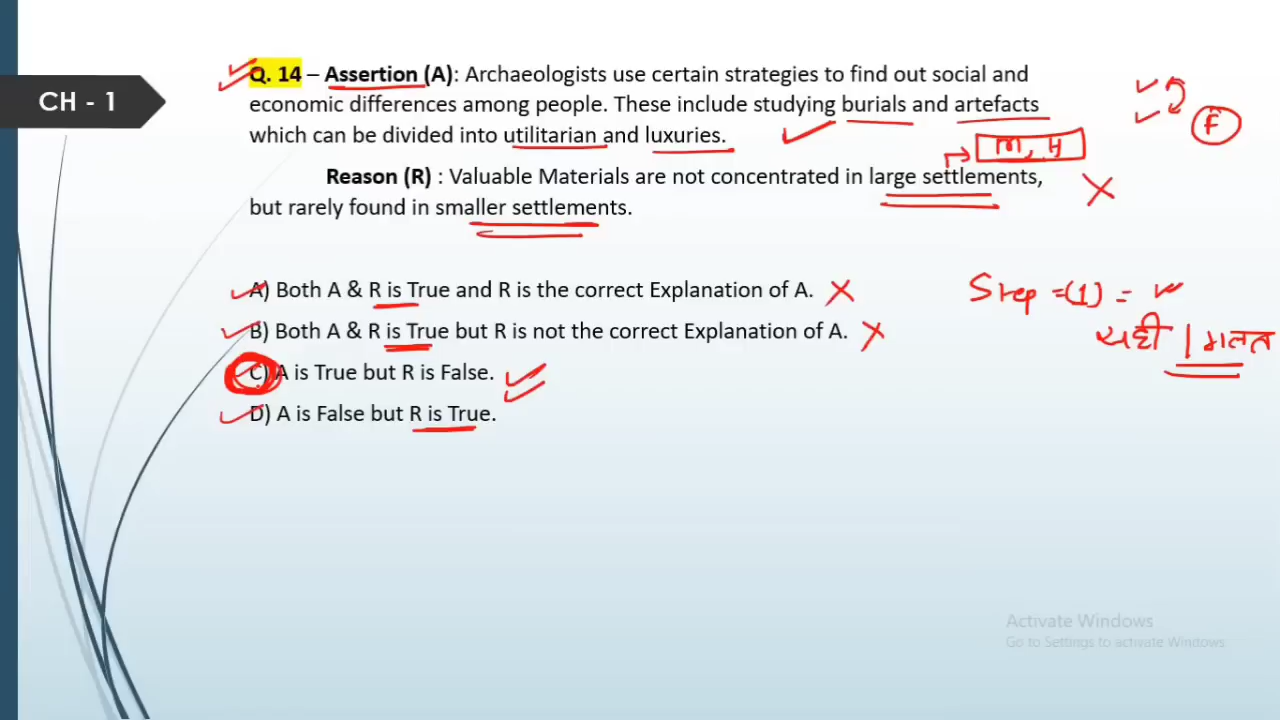 CH - 1
Q. 14 – Assertion (A): Archaeologists use certain strategies to find out social and
economic differences among people. These include studying burials and artefacts
which can be divided into utilitarian and luxuries.
F
M, H
Reason (R) : Valuable Materials are not concentrated in large settlements,
but rarely found in smaller settlements.
A) Both A & R is True and R is the correct Explanation of A.
B) Both A & R is True but R is not the correct Explanation of A.
C) A is True but R is False.
D) A is False but R is True.
Step = (1) =
सही | गलत
Activate Windows
Go to Settings to activate Windows